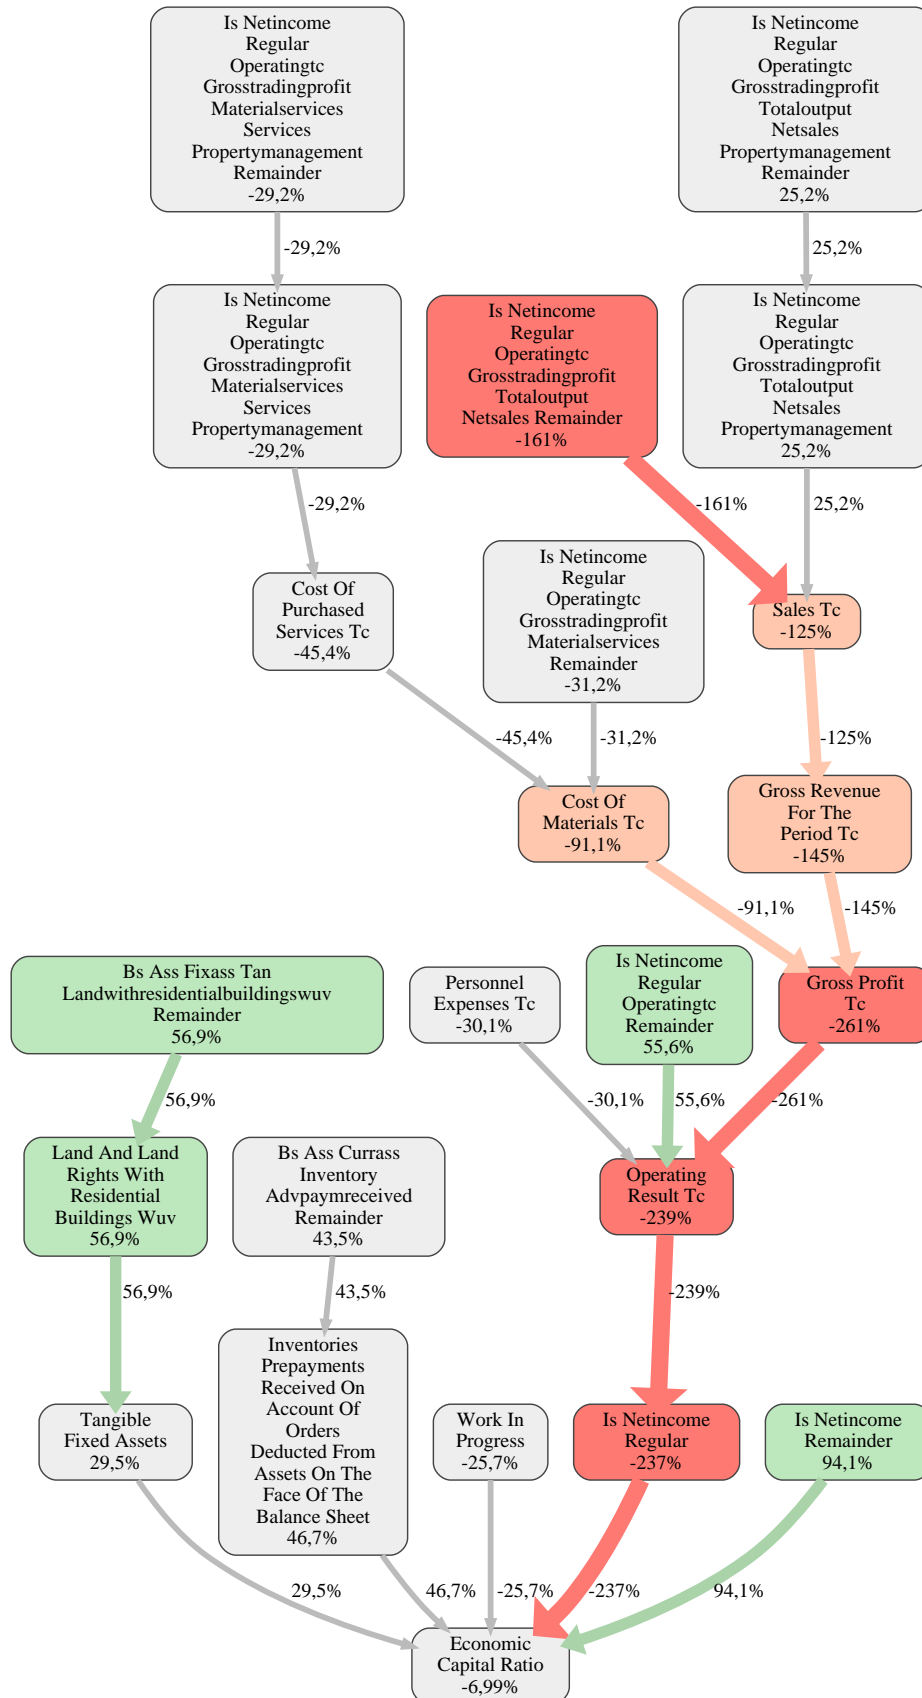 Is Netincome
Regular
Operatingtc
Grosstradingprofit
Materialservices
Services
Propertymanagement
Remainder
-29,2%
Is Netincome
Regular
Operatingtc
Grosstradingprofit
Totaloutput
Netsales
Propertymanagement
Remainder
25,2%
-29,2%
25,2%
Is Netincome
Regular
Operatingtc
Grosstradingprofit
Materialservices
Services
Propertymanagement
-29,2%
Is Netincome
Regular
Operatingtc
Grosstradingprofit
Totaloutput
Netsales Remainder
-161%
Is Netincome
Regular
Operatingtc
Grosstradingprofit
Totaloutput
Netsales
Propertymanagement
25,2%
-29,2%
-161%
25,2%
Cost Of
Purchased
Services Tc
-45,4%
Is Netincome
Regular
Operatingtc
Grosstradingprofit
Materialservices
Remainder
-31,2%
Sales Tc
-125%
-45,4%
-31,2%
-125%
Cost Of
Materials Tc
-91,1%
Gross Revenue
For The
Period Tc
-145%
-91,1%
-145%
Bs Ass Fixass Tan
Landwithresidentialbuildingswuv
Remainder
56,9%
Personnel
Expenses Tc
-30,1%
Is Netincome
Regular
Operatingtc
Remainder
55,6%
Gross Profit
Tc
-261%
56,9%
-30,1%
55,6%
-261%
Land And Land
Rights With
Residential
Buildings Wuv
56,9%
Bs Ass Currass
Inventory
Advpaymreceived
Remainder
43,5%
Operating
Result Tc
-239%
56,9%
43,5%
-239%
Tangible
Fixed Assets
29,5%
Inventories
Prepayments
Received On
Account Of
Orders
Deducted From
Assets On The
Face Of The
Balance Sheet
46,7%
Work In
Progress
-25,7%
Is Netincome
Regular
-237%
Is Netincome
Remainder
94,1%
29,5%
46,7%
-25,7%
-237%
94,1%
Economic
Capital Ratio
-6,99%